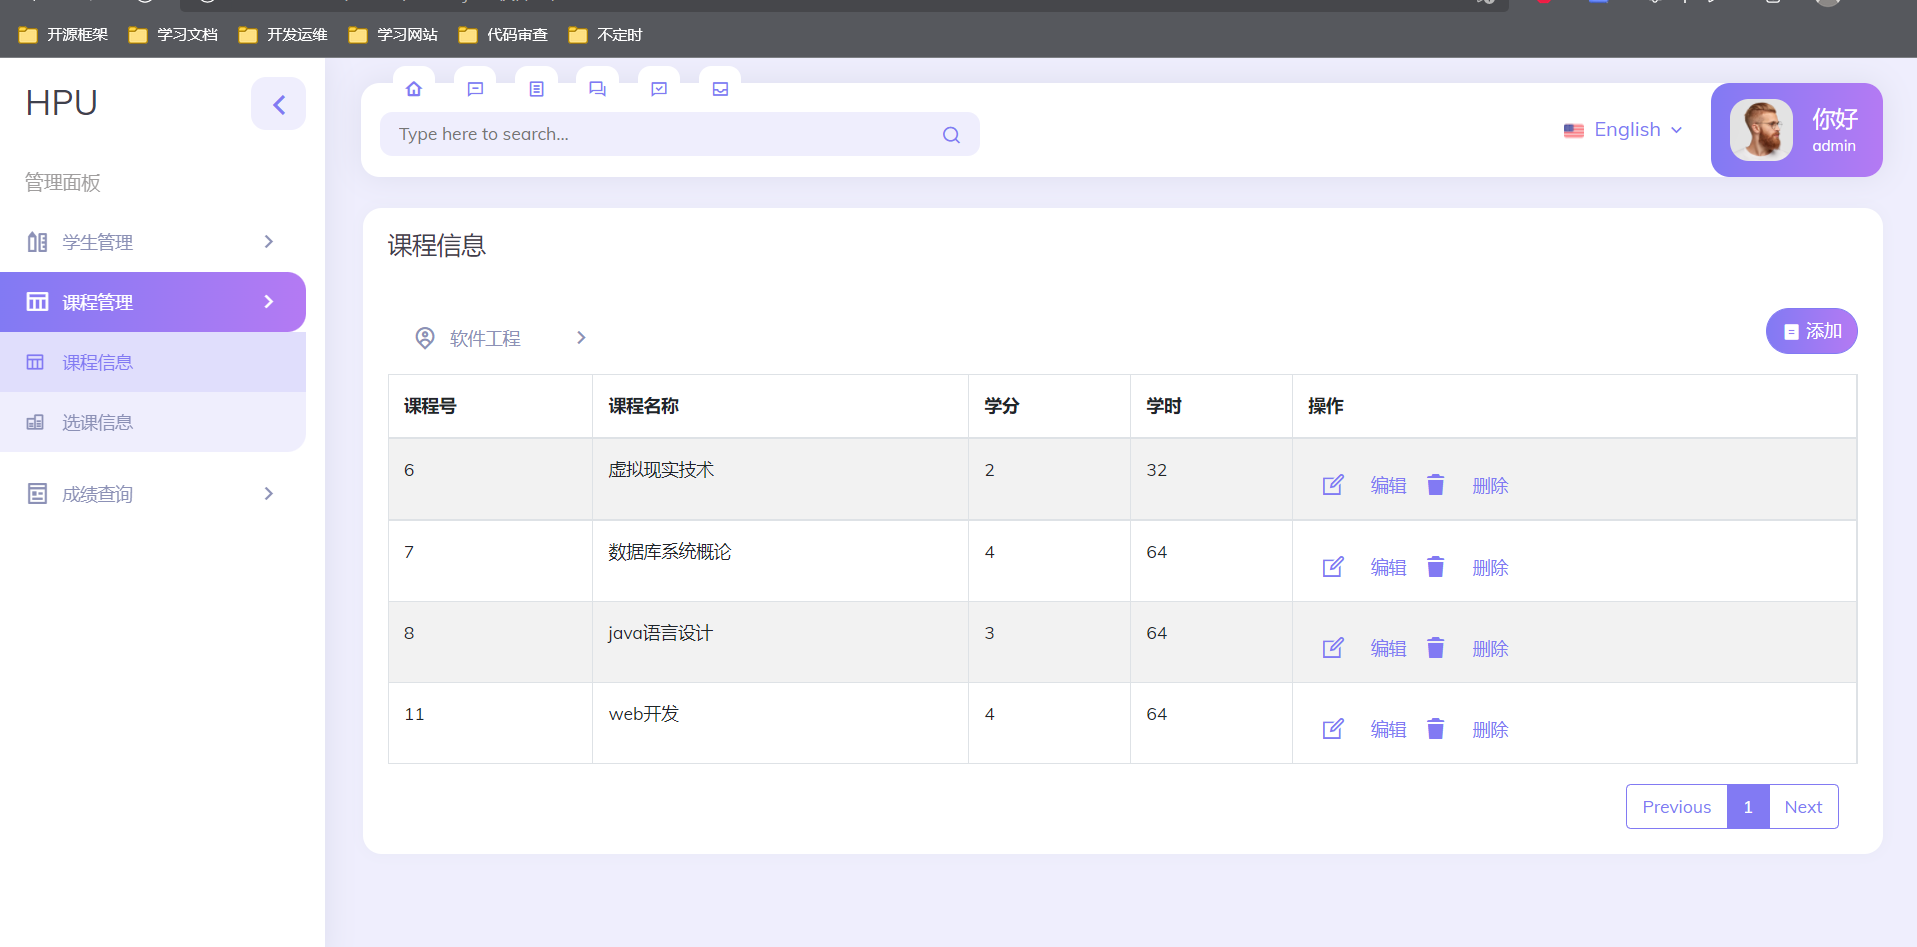 开源框架 学习文档 开发运维 学习网站 代码审查 不定时
HPU
管理面板
学生管理
课程管理
课程信息
选课信息
成绩查询
Type here to search...
English
你好
admin
课程信息
软件工程
添加
课程号 课程名称 学分 学时 操作
6 虚拟现实技术 2 32 编辑 删除
7 数据库系统概论 4 64 编辑 删除
8 java语言设计 3 64 编辑 删除
11 web开发 4 64 编辑 删除
Previous 1 Next